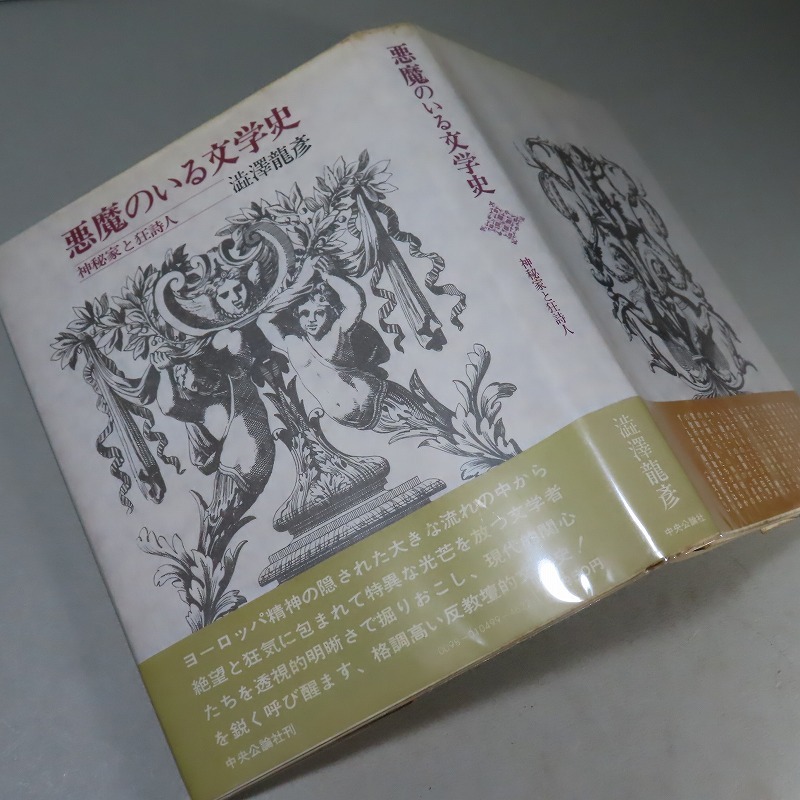 悪魔のいる文学史
澁澤龍彦
神秘家と狂詩人
ヨーロッパ精神の隠された大きな流れの中から
絶望と狂気に包まれて特異な光芒を放つ文学者
たちを透視的明晰さで掘りおこし、現代的関心
を鋭く呼び醒ます、格調高い反教壇的文学史!
中央公論社刊
悪魔のいる文学史
神秘家と狂詩人
澁澤龍彦
中央公論社